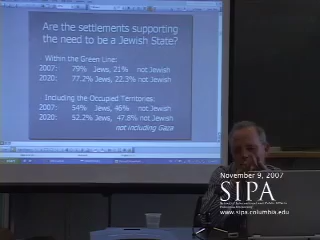 Are the settlements supporting
the need to be a Jewish State?
Within the Green Line:
2007: 79% Jews, 21% not Jewish
2020: 77.2% Jews, 22.3% not Jewish
Including the Occupied Territories:
2007: 54% Jews, 46% not Jewish
2020: 52.2% Jews, 47.8% not Jewish
not including Gaza
November 9, 2007
SIPA
www.sipa.columbia.edu